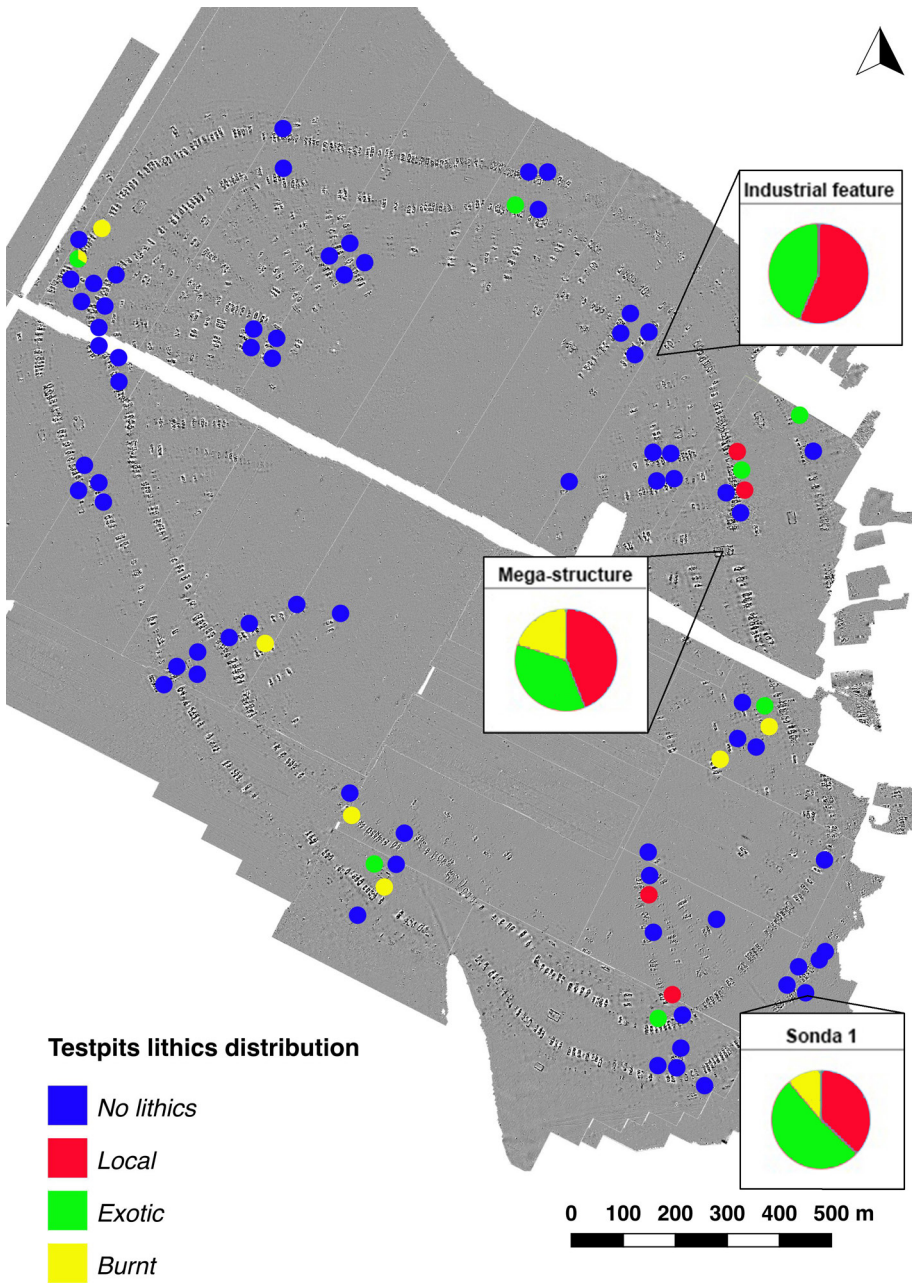 Industrial feature
Mega-structure
Sonda 1
Testpits lithics distribution
No lithics
Local
Exotic
Burnt
0 100 200 300 400 500 m